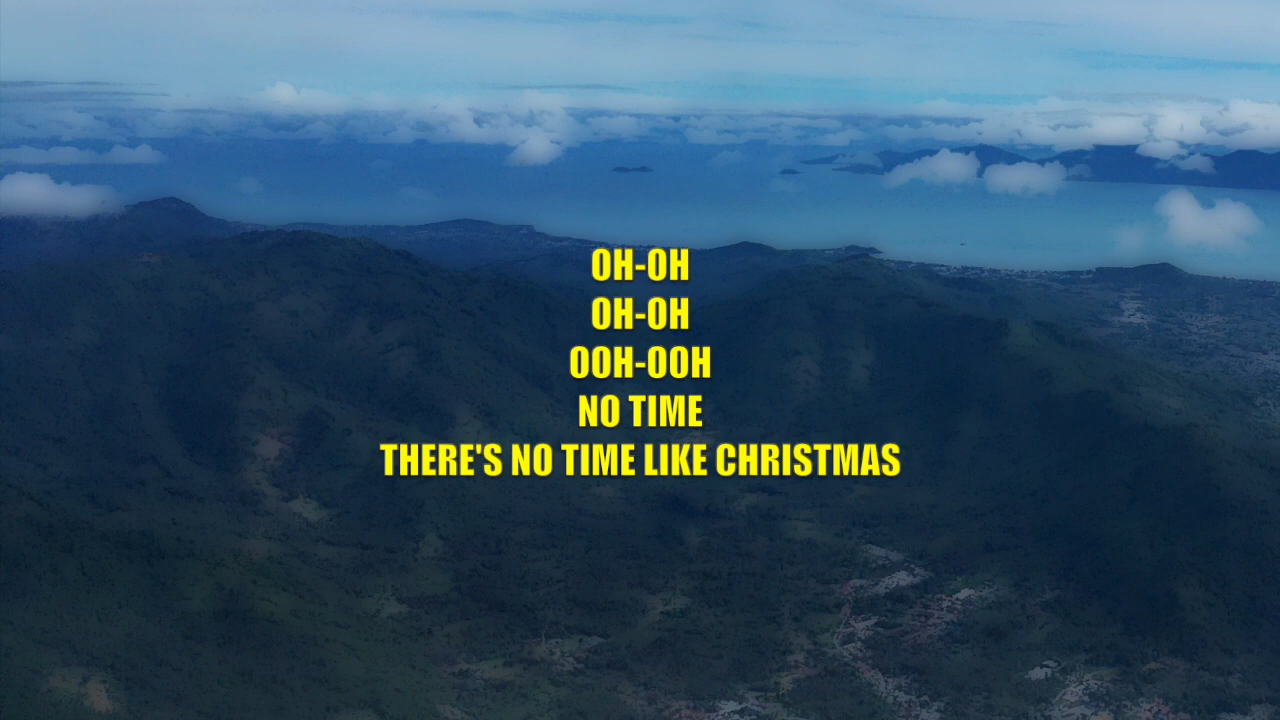 OH-OH
OH-OH
OOH-OOH
NO TIME
THERE'S NO TIME LIKE CHRISTMAS